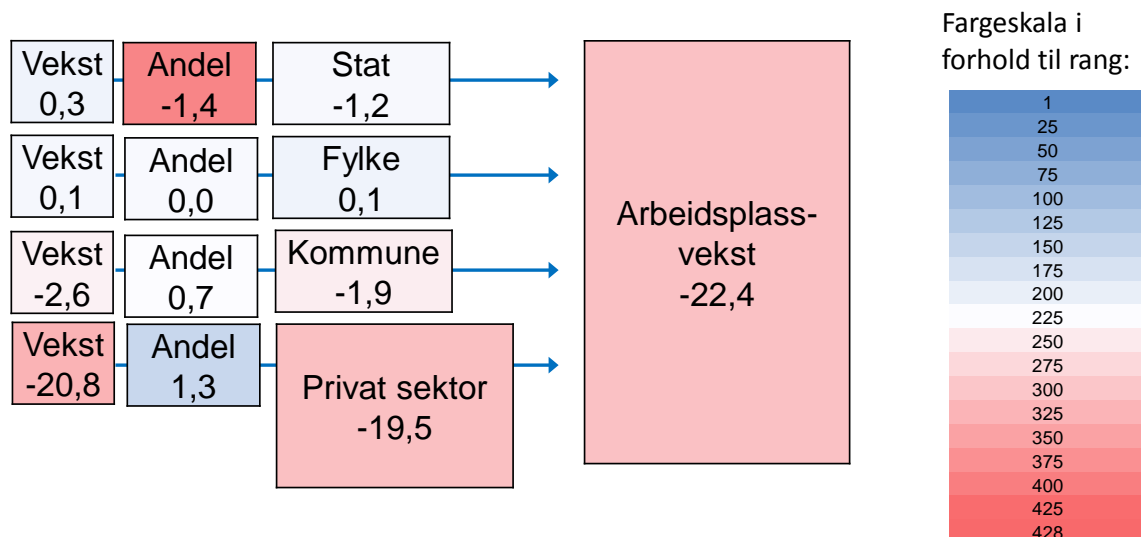 Fargeskala i
forhold til rang:
Vekst
0,3
Andel
-1,4
Stat
-1,2
Vekst
0,1
Andel
0,0
Fylke
0,1
Vekst
-2,6
Andel
0,7
Kommune
-1,9
Vekst
-20,8
Andel
1,3
Privat sektor
-19,5
Arbeidsplass-
vekst
-22,4
1
25
50
75
100
125
150
175
200
225
250
275
300
325
350
375
400
425
428